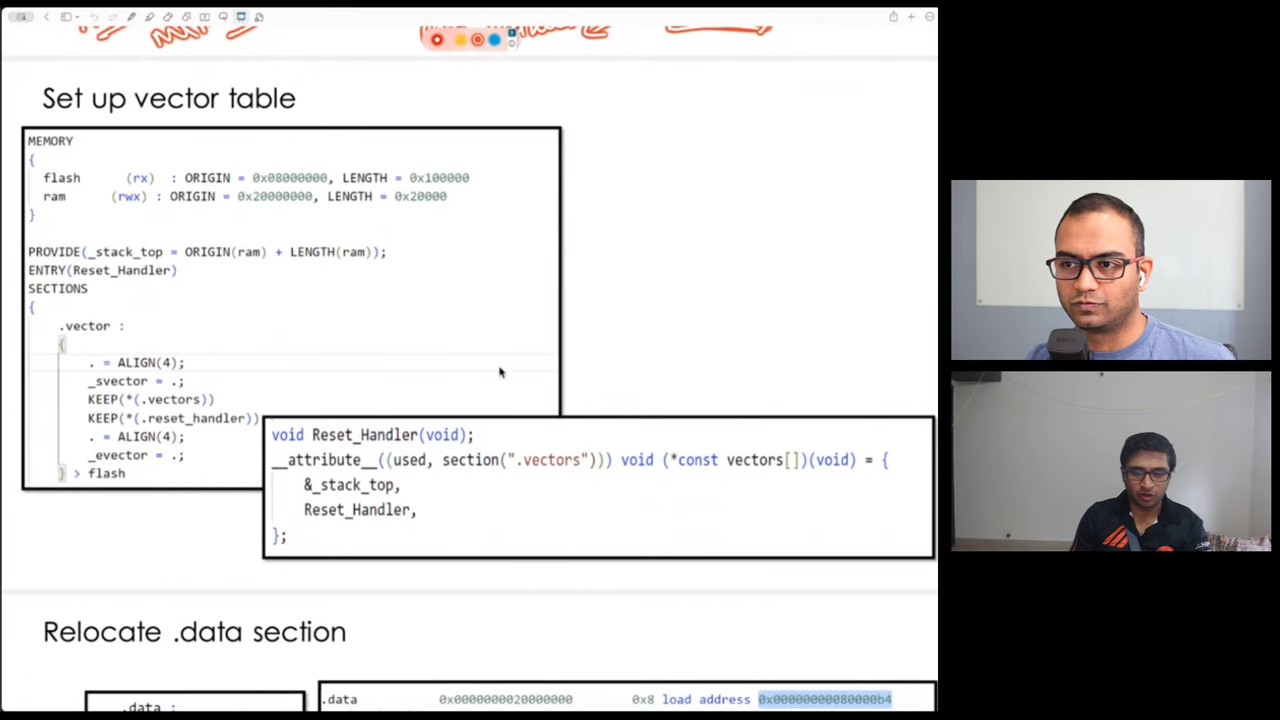 Set up vector table
MEMORY
{
flash (rx) : ORIGIN = 0x08000000, LENGTH = 0x100000
ram (rwx) : ORIGIN = 0x20000000, LENGTH = 0x20000
}
PROVIDE(_stack_top = ORIGIN(ram) + LENGTH(ram));
ENTRY(Reset_Handler)
SECTIONS
{
.vector :
{
. = ALIGN(4);
_svector = .;
KEEP(*(.vectors))
KEEP(*(.reset_handler))
. = ALIGN(4);
_evector = .;
} > flash
void Reset_Handler(void);
__attribute__((used, section(".vectors"))) void (*const vectors[])(void) = {
&_stack_top,
Reset_Handler,
};
Relocate .data section
.data :
.data 0x0000000020000000 0x8 load address 0x00000000080000b4